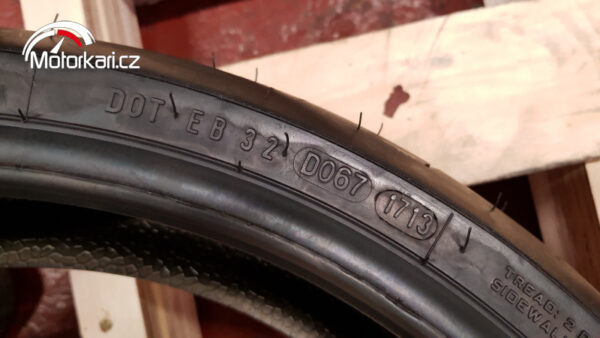 Motorkari.cz
DOT EB 32 D067 1713
TREAD: 2
SIDEWAL